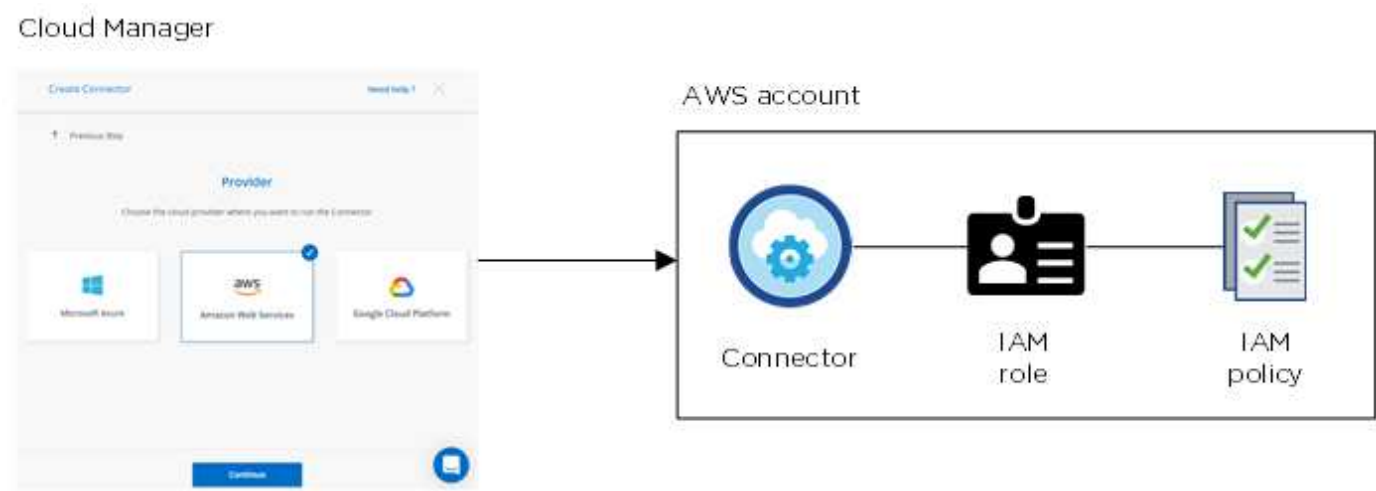 Cloud Manager
Create Connector
Need help ?
Previous Step
Provider
Choose the cloud provider where you want to run the Connector
Microsoft Azure
aws
Amazon Web Services
Google Cloud Platform
Continue
AWS account
Connector
IAM
role
IAM
policy